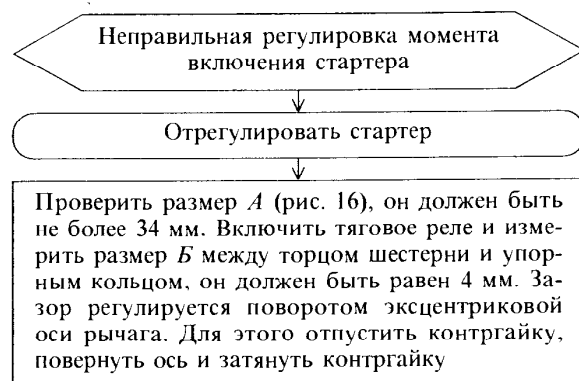 Неправильная регулировка момента
включения стартера
Отрегулировать стартер
Проверить размер А (рис. 16), он должен быть
не более 34 мм. Включить тяговое реле и изме-
рить размер Б между торцом шестерни и упор-
ным кольцом, он должен быть равен 4 мм. За-
зор регулируется поворотом эксцентриковой
оси рычага. Для этого отпустить контргайку,
повернуть ось и затянуть контргайку